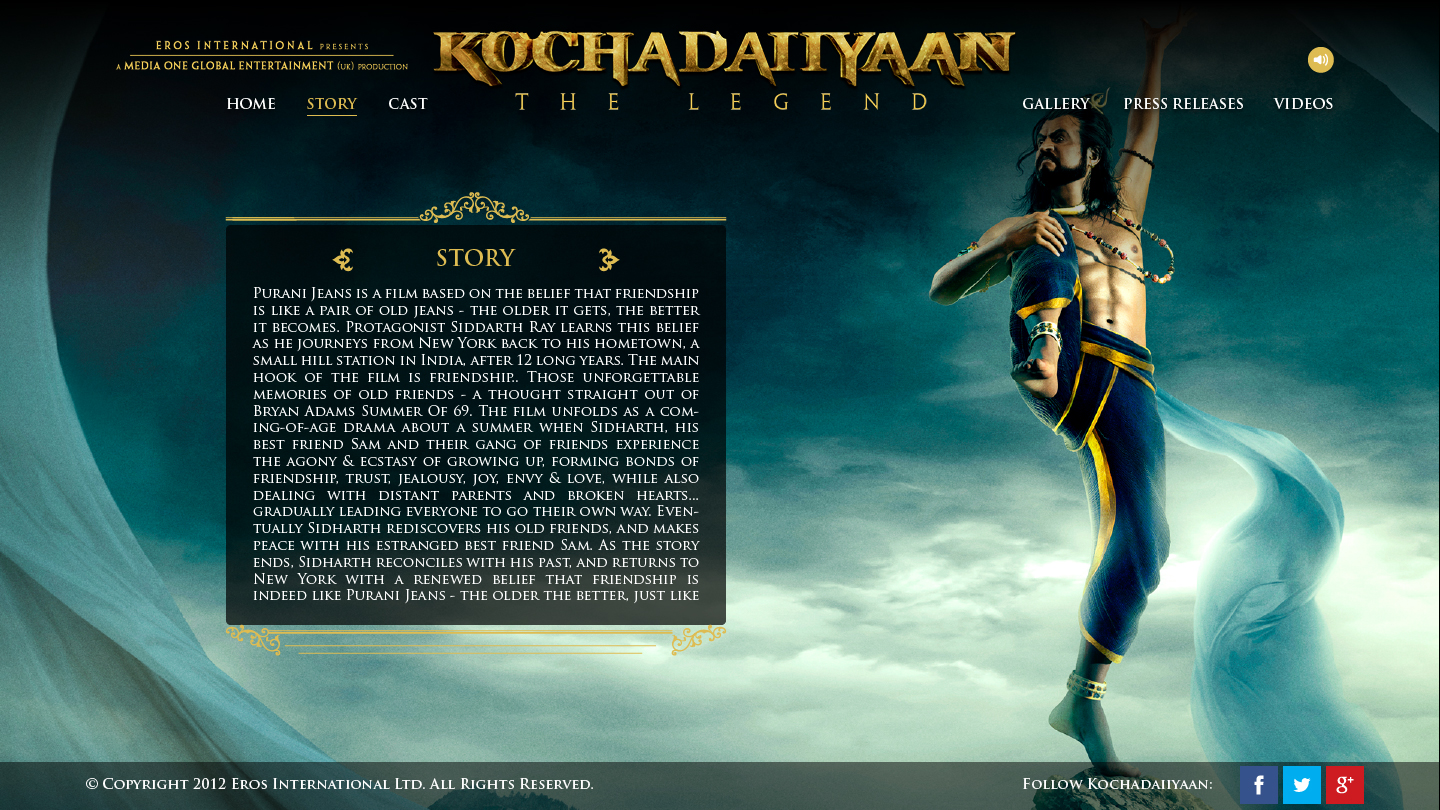 EROS INTERNATIONAL PRESENTS
A MEDIA ONE GLOBAL ENTERTAINMENT (UK) PRODUCTION
KOCHADAIIYAAN
THE LEGEND
HOME STORY CAST
GALLERY PRESS RELEASES VIDEOS
STORY
Purani Jeans is a film based on the belief that friendship
is like a pair of old jeans - the older it gets, the better
it becomes. Protagonist Siddarth Ray learns this belief
as he journeys from New York back to his hometown, a
small hill station in India, after 12 long years. The main
hook of the film is friendship.. Those unforgettable
memories of old friends - a thought straight out of
Bryan Adams Summer Of 69. The film unfolds as a com-
ing-of-age drama about a summer when Sidharth, his
best friend Sam and their gang of friends experience
the agony & ecstasy of growing up, forming bonds of
friendship, trust, jealousy, joy, envy & love, while also
dealing with distant parents and broken hearts...
gradually leading everyone to go their own way. Even-
tually Sidharth rediscovers his old friends, and makes
peace with his estranged best friend Sam. As the story
ends, Sidharth reconciles with his past, and returns to
New York with a renewed belief that friendship is
indeed like Purani Jeans - the older the better, just like
© Copyright 2012 Eros International Ltd. All Rights Reserved.
Follow Kochadaiiyaan:
f
g+